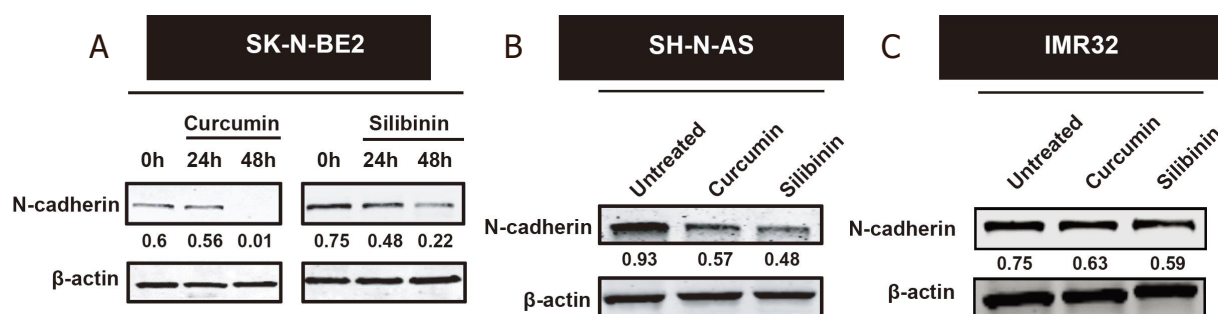 A
SK-N-BE2
Curcumin
Silibinin
0h 24h 48h
0h 24h 48h
N-cadherin
0.6 0.56 0.01
0.75 0.48 0.22
β-actin
B
SH-N-AS
Untreated
Curcumin
Silibinin
N-cadherin
0.93 0.57 0.48
β-actin
C
IMR32
Untreated
Curcumin
Silibinin
N-cadherin
0.75 0.63 0.59
β-actin